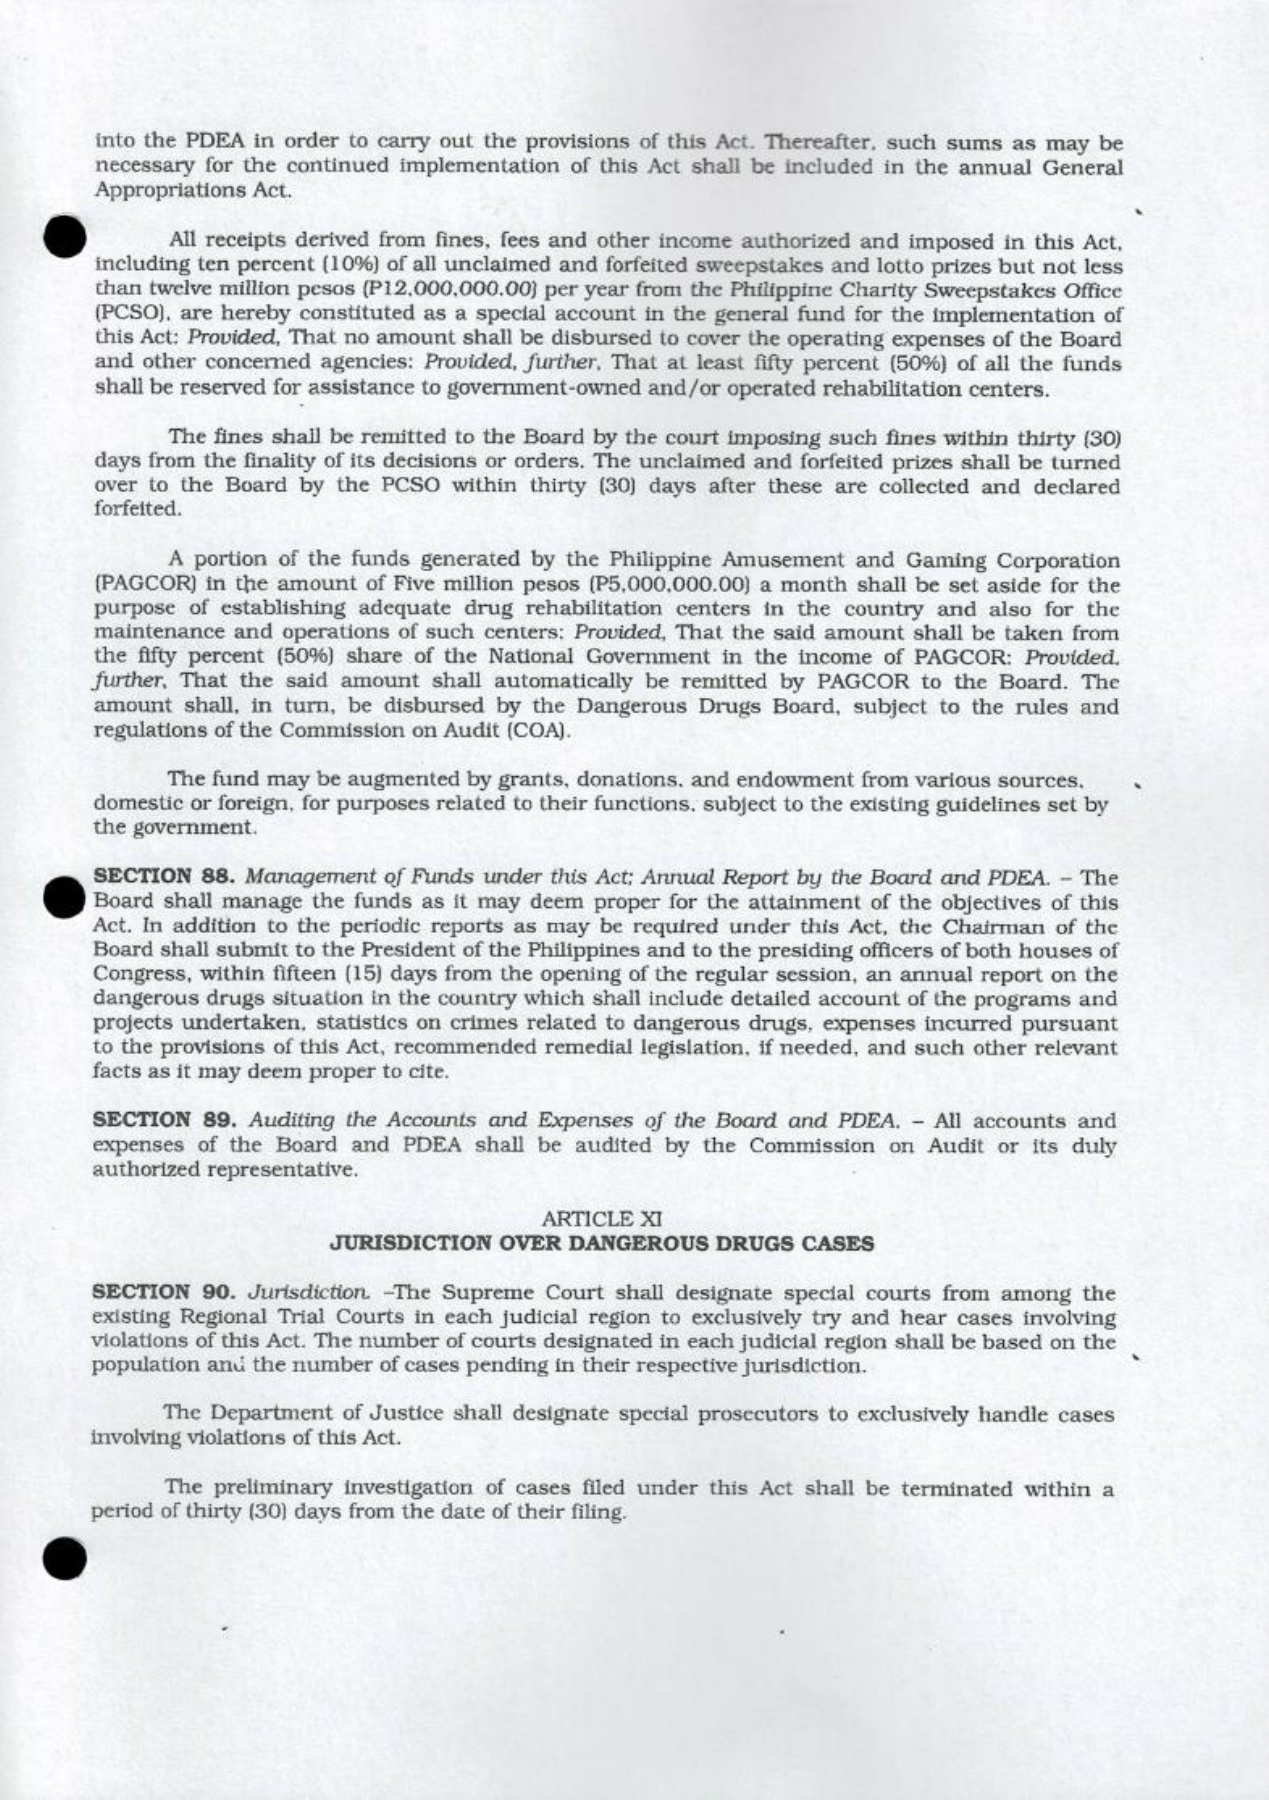 into the PDEA in order to carry out the provisions of this Act. Thereafter, such sums as may be
necessary for the continued implementation of this Act shall be included in the annual General
Appropriations Act.
All receipts derived from fines, fees and other income authorized and imposed in this Act,
including ten percent (10%) of all unclaimed and forfeited sweepstakes and lotto prizes but not less
than twelve million pesos (P12,000,000.00) per year from the Philippine Charity Sweepstakes Office
(PCSO), are hereby constituted as a special account in the general fund for the implementation of
this Act: Provided, That no amount shall be disbursed to cover the operating expenses of the Board
and other concerned agencies: Provided, further, That at least fifty percent (50%) of all the funds
shall be reserved for assistance to government-owned and/or operated rehabilitation centers.
The fines shall be remitted to the Board by the court imposing such fines within thirty (30)
days from the finality of its decisions or orders. The unclaimed and forfeited prizes shall be turned
over to the Board by the PCSO within thirty (30) days after these are collected and declared
forfeited.
A portion of the funds generated by the Philippine Amusement and Gaming Corporation
(PAGCOR) in the amount of Five million pesos (P5,000,000.00) a month shall be set aside for the
purpose of establishing adequate drug rehabilitation centers in the country and also for the
maintenance and operations of such centers: Provided, That the said amount shall be taken from
the fifty percent (50%) share of the National Government in the income of PAGCOR: Provided,
further, That the said amount shall automatically be remitted by PAGCOR to the Board. The
amount shall, in turn, be disbursed by the Dangerous Drugs Board, subject to the rules and
regulations of the Commission on Audit (COA).
The fund may be augmented by grants, donations, and endowment from various sources,
domestic or foreign, for purposes related to their functions, subject to the existing guidelines set by
the government.
SECTION 88. Management of Funds under this Act; Annual Report by the Board and PDEA. – The
Board shall manage the funds as it may deem proper for the attainment of the objectives of this
Act. In addition to the periodic reports as may be required under this Act, the Chairman of the
Board shall submit to the President of the Philippines and to the presiding officers of both houses of
Congress, within fifteen (15) days from the opening of the regular session, an annual report on the
dangerous drugs situation in the country which shall include detailed account of the programs and
projects undertaken, statistics on crimes related to dangerous drugs, expenses incurred pursuant
to the provisions of this Act, recommended remedial legislation, if needed, and such other relevant
facts as it may deem proper to cite.
SECTION 89. Auditing the Accounts and Expenses of the Board and PDEA. – All accounts and
expenses of the Board and PDEA shall be audited by the Commission on Audit or its duly
authorized representative.
ARTICLE XI
JURISDICTION OVER DANGEROUS DRUGS CASES
SECTION 90. Jurisdiction. –The Supreme Court shall designate special courts from among the
existing Regional Trial Courts in each judicial region to exclusively try and hear cases involving
violations of this Act. The number of courts designated in each judicial region shall be based on the
population and the number of cases pending in their respective jurisdiction.
The Department of Justice shall designate special prosecutors to exclusively handle cases
involving violations of this Act.
The preliminary investigation of cases filed under this Act shall be terminated within a
period of thirty (30) days from the date of their filing.